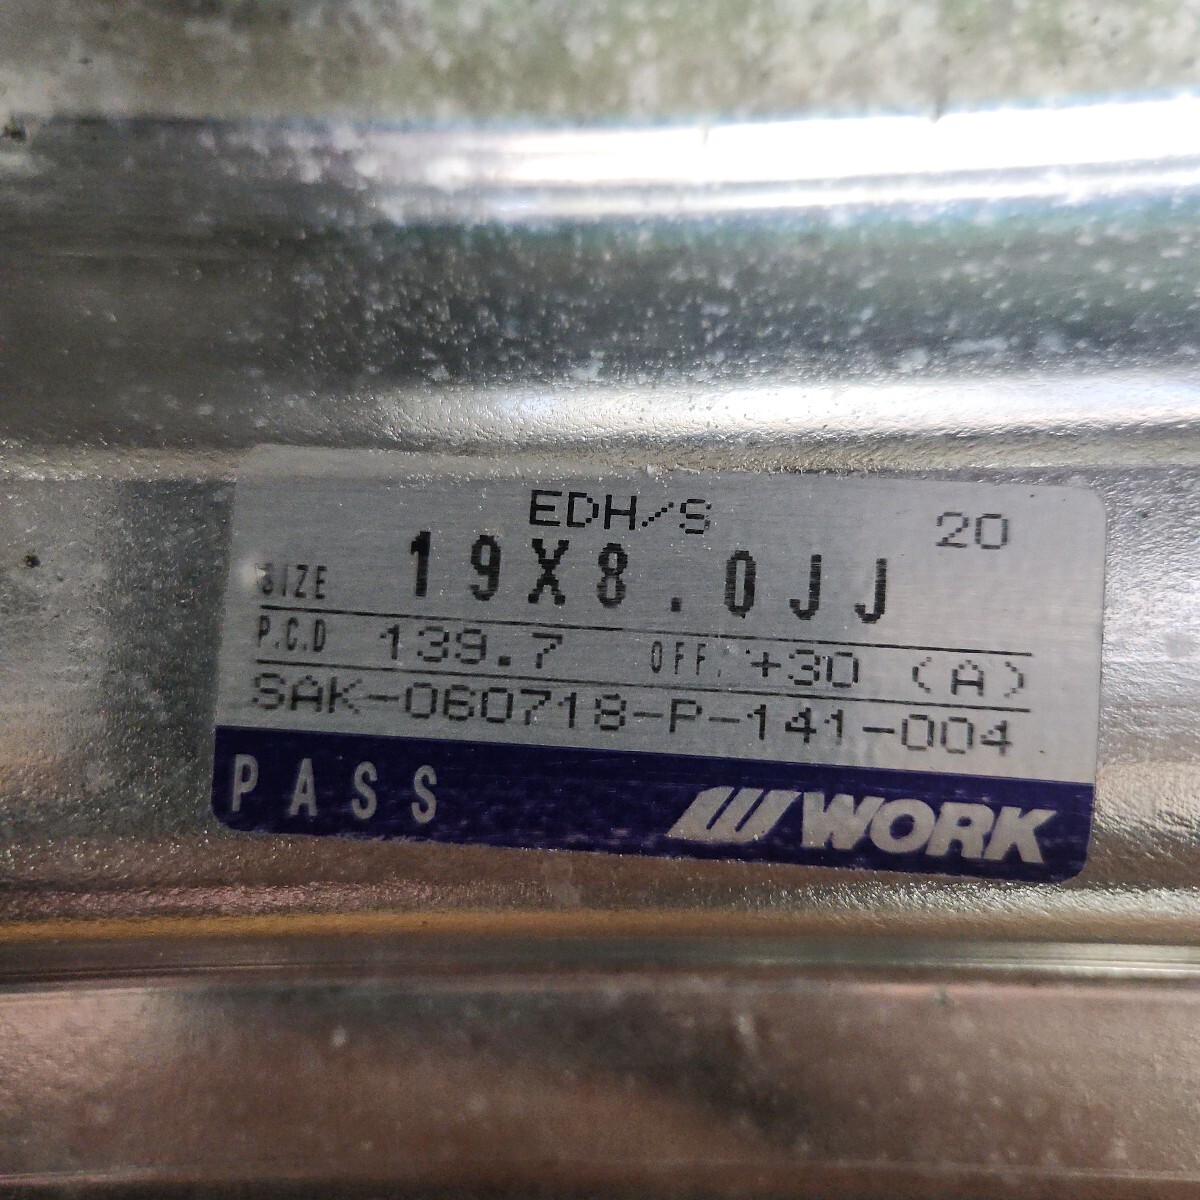 EDH/S 20
SIZE 19X8.0JJ
P.C.D 139.7 OFF. +30 (A)
SAK-060718-P-141-004
PASS WORK